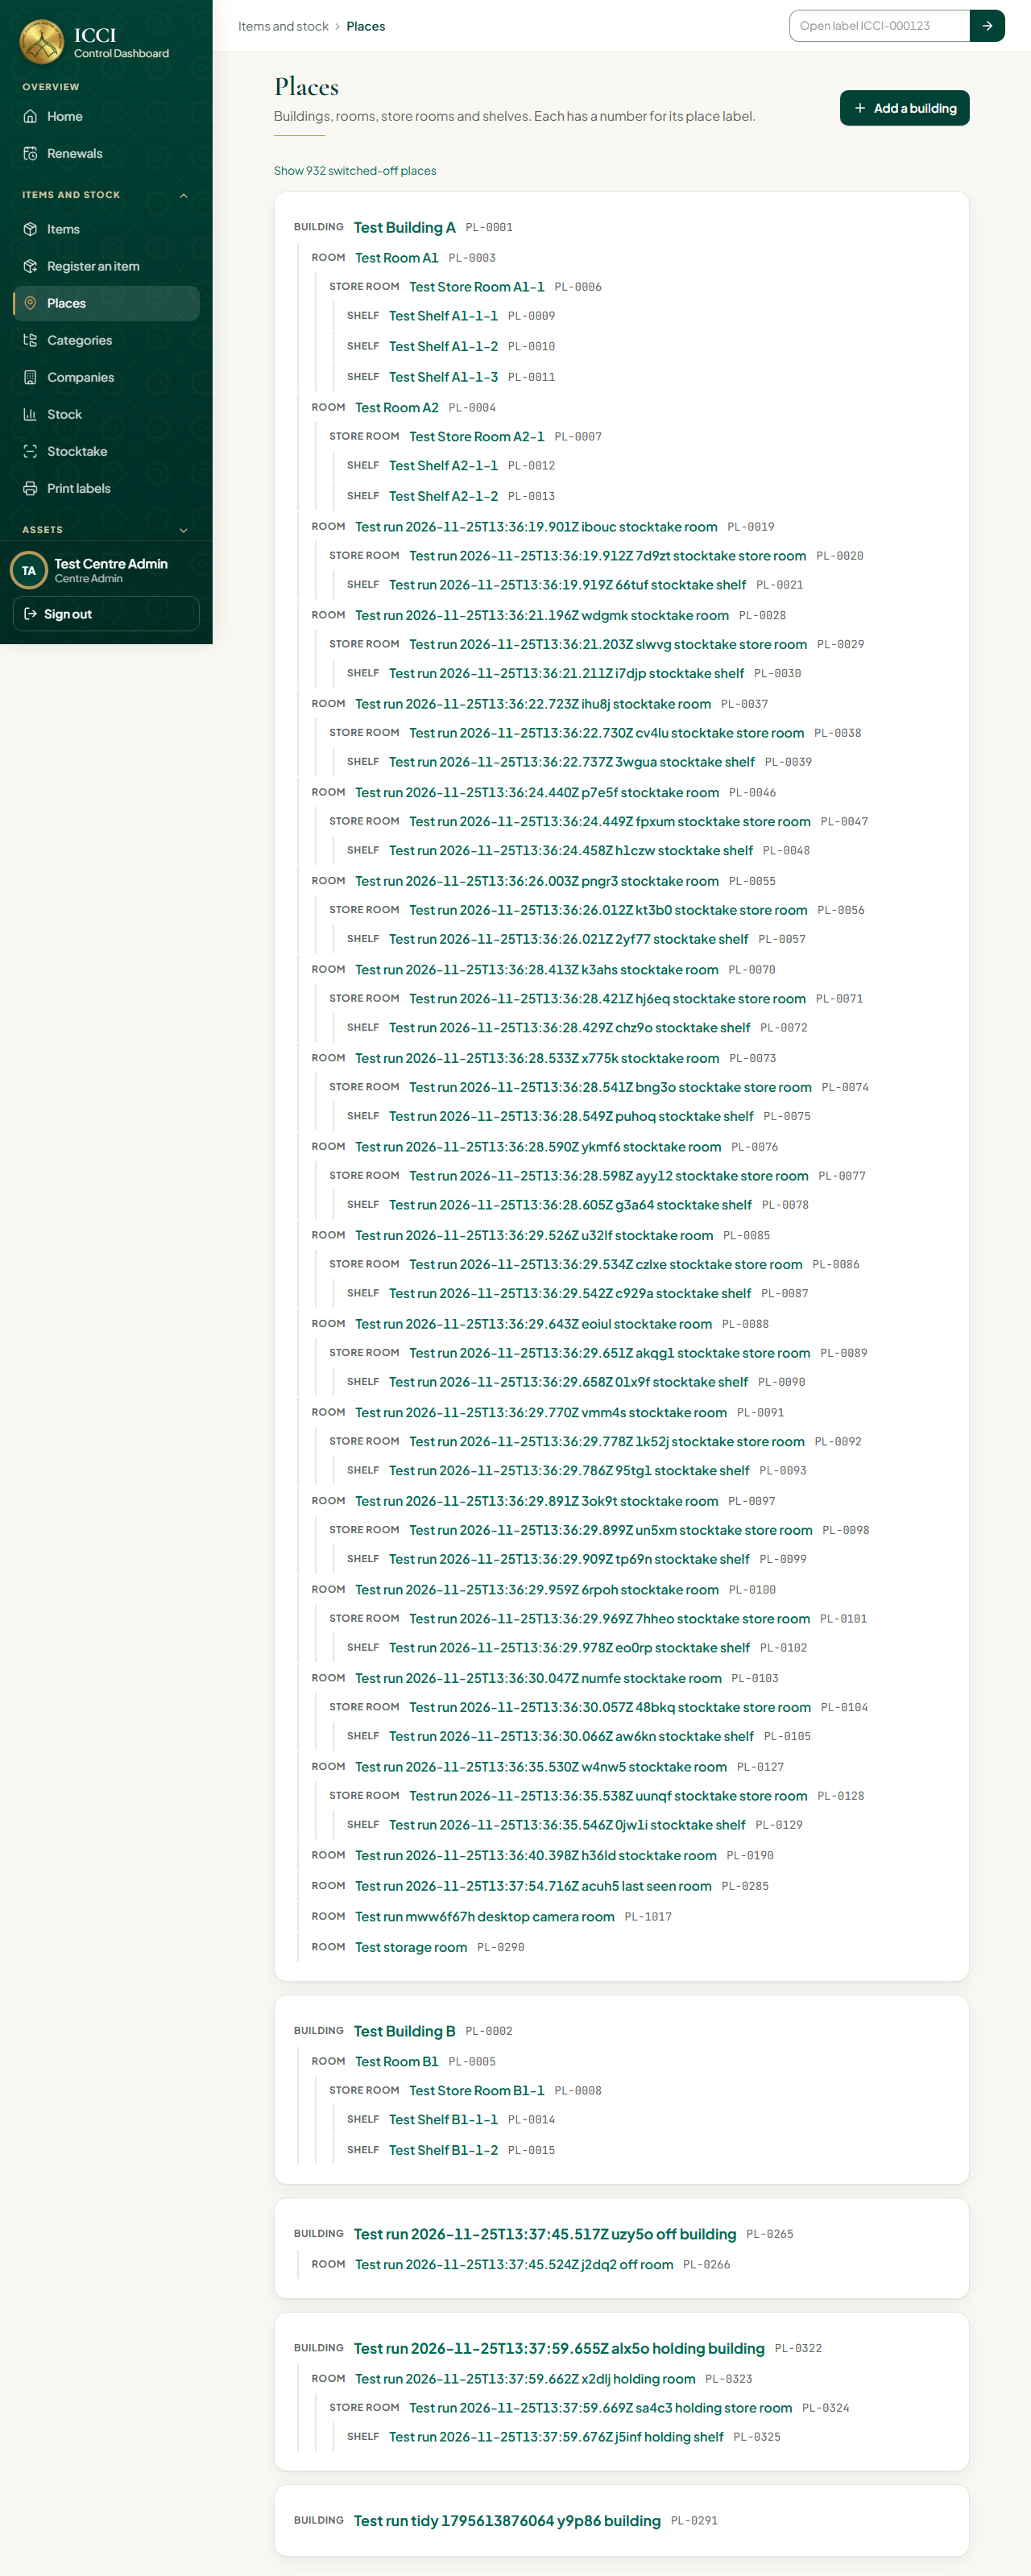 ICCI
Control Dashboard
OVERVIEW
Home
Renewals
ITEMS AND STOCK
Items
Register an item
Places
Categories
Companies
Stock
Stocktake
Print labels
ASSETS
TA
Test Centre Admin
Centre Admin
Sign out
Items and stock > Places
Open label ICCI-000123
Places
Buildings, rooms, store rooms and shelves. Each has a number for its place label.
Add a building
Show 932 switched-off places
BUILDING Test Building A PL-0001
ROOM Test Room A1 PL-0003
STORE ROOM Test Store Room A1-1 PL-0006
SHELF Test Shelf A1-1-1 PL-0009
SHELF Test Shelf A1-1-2 PL-0010
SHELF Test Shelf A1-1-3 PL-0011
ROOM Test Room A2 PL-0004
STORE ROOM Test Store Room A2-1 PL-0007
SHELF Test Shelf A2-1-1 PL-0012
SHELF Test Shelf A2-1-2 PL-0013
ROOM Test run 2026-11-25T13:36:19.901Z ibouc stocktake room PL-0019
STORE ROOM Test run 2026-11-25T13:36:19.912Z 7d9zt stocktake store room PL-0020
SHELF Test run 2026-11-25T13:36:19.919Z 66tuf stocktake shelf PL-0021
ROOM Test run 2026-11-25T13:36:21.196Z wdgmk stocktake room PL-0028
STORE ROOM Test run 2026-11-25T13:36:21.203Z slwvg stocktake store room PL-0029
SHELF Test run 2026-11-25T13:36:21.211Z i7djp stocktake shelf PL-0030
ROOM Test run 2026-11-25T13:36:22.723Z ihu8j stocktake room PL-0037
STORE ROOM Test run 2026-11-25T13:36:22.730Z cv4lu stocktake store room PL-0038
SHELF Test run 2026-11-25T13:36:22.737Z 3wgua stocktake shelf PL-0039
ROOM Test run 2026-11-25T13:36:24.440Z p7e5f stocktake room PL-0046
STORE ROOM Test run 2026-11-25T13:36:24.449Z fpxum stocktake store room PL-0047
SHELF Test run 2026-11-25T13:36:24.458Z h1czw stocktake shelf PL-0048
ROOM Test run 2026-11-25T13:36:26.003Z pngr3 stocktake room PL-0055
STORE ROOM Test run 2026-11-25T13:36:26.012Z kt3b0 stocktake store room PL-0056
SHELF Test run 2026-11-25T13:36:26.021Z 2yf77 stocktake shelf PL-0057
ROOM Test run 2026-11-25T13:36:28.413Z k3ahs stocktake room PL-0070
STORE ROOM Test run 2026-11-25T13:36:28.421Z hj6eq stocktake store room PL-0071
SHELF Test run 2026-11-25T13:36:28.429Z chz9o stocktake shelf PL-0072
ROOM Test run 2026-11-25T13:36:28.533Z x775k stocktake room PL-0073
STORE ROOM Test run 2026-11-25T13:36:28.541Z bng3o stocktake store room PL-0074
SHELF Test run 2026-11-25T13:36:28.549Z puhoq stocktake shelf PL-0075
ROOM Test run 2026-11-25T13:36:28.590Z ykmf6 stocktake room PL-0076
STORE ROOM Test run 2026-11-25T13:36:28.598Z ayy12 stocktake store room PL-0077
SHELF Test run 2026-11-25T13:36:28.605Z g3a64 stocktake shelf PL-0078
ROOM Test run 2026-11-25T13:36:29.526Z u32lf stocktake room PL-0085
STORE ROOM Test run 2026-11-25T13:36:29.534Z czlxe stocktake store room PL-0086
SHELF Test run 2026-11-25T13:36:29.542Z c929a stocktake shelf PL-0087
ROOM Test run 2026-11-25T13:36:29.643Z eoiul stocktake room PL-0088
STORE ROOM Test run 2026-11-25T13:36:29.651Z akqg1 stocktake store room PL-0089
SHELF Test run 2026-11-25T13:36:29.658Z 01x9f stocktake shelf PL-0090
ROOM Test run 2026-11-25T13:36:29.770Z vmm4s stocktake room PL-0091
STORE ROOM Test run 2026-11-25T13:36:29.778Z 1k52j stocktake store room PL-0092
SHELF Test run 2026-11-25T13:36:29.786Z 95tg1 stocktake shelf PL-0093
ROOM Test run 2026-11-25T13:36:29.891Z 3ok9t stocktake room PL-0097
STORE ROOM Test run 2026-11-25T13:36:29.899Z un5xm stocktake store room PL-0098
SHELF Test run 2026-11-25T13:36:29.909Z tp69n stocktake shelf PL-0099
ROOM Test run 2026-11-25T13:36:29.959Z 6rpoh stocktake room PL-0100
STORE ROOM Test run 2026-11-25T13:36:29.969Z 7hheo stocktake store room PL-0101
SHELF Test run 2026-11-25T13:36:29.978Z eo0rp stocktake shelf PL-0102
ROOM Test run 2026-11-25T13:36:30.047Z numfe stocktake room PL-0103
STORE ROOM Test run 2026-11-25T13:36:30.057Z 48bkq stocktake store room PL-0104
SHELF Test run 2026-11-25T13:36:30.066Z aw6kn stocktake shelf PL-0105
ROOM Test run 2026-11-25T13:36:35.530Z w4nw5 stocktake room PL-0127
STORE ROOM Test run 2026-11-25T13:36:35.538Z uunqf stocktake store room PL-0128
SHELF Test run 2026-11-25T13:36:35.546Z 0jw1i stocktake shelf PL-0129
ROOM Test run 2026-11-25T13:36:40.398Z h36ld stocktake room PL-0190
ROOM Test run 2026-11-25T13:37:54.716Z acuh5 last seen room PL-0285
ROOM Test run mww6f67h desktop camera room PL-1017
ROOM Test storage room PL-0290
BUILDING Test Building B PL-0002
ROOM Test Room B1 PL-0005
STORE ROOM Test Store Room B1-1 PL-0008
SHELF Test Shelf B1-1-1 PL-0014
SHELF Test Shelf B1-1-2 PL-0015
BUILDING Test run 2026-11-25T13:37:45.517Z uzy5o off building PL-0265
ROOM Test run 2026-11-25T13:37:45.524Z j2dq2 off room PL-0266
BUILDING Test run 2026-11-25T13:37:59.655Z alx5o holding building PL-0322
ROOM Test run 2026-11-25T13:37:59.662Z x2dlj holding room PL-0323
STORE ROOM Test run 2026-11-25T13:37:59.669Z sa4c3 holding store room PL-0324
SHELF Test run 2026-11-25T13:37:59.676Z j5inf holding shelf PL-0325
BUILDING Test run tidy 1795613876064 y9p86 building PL-0291